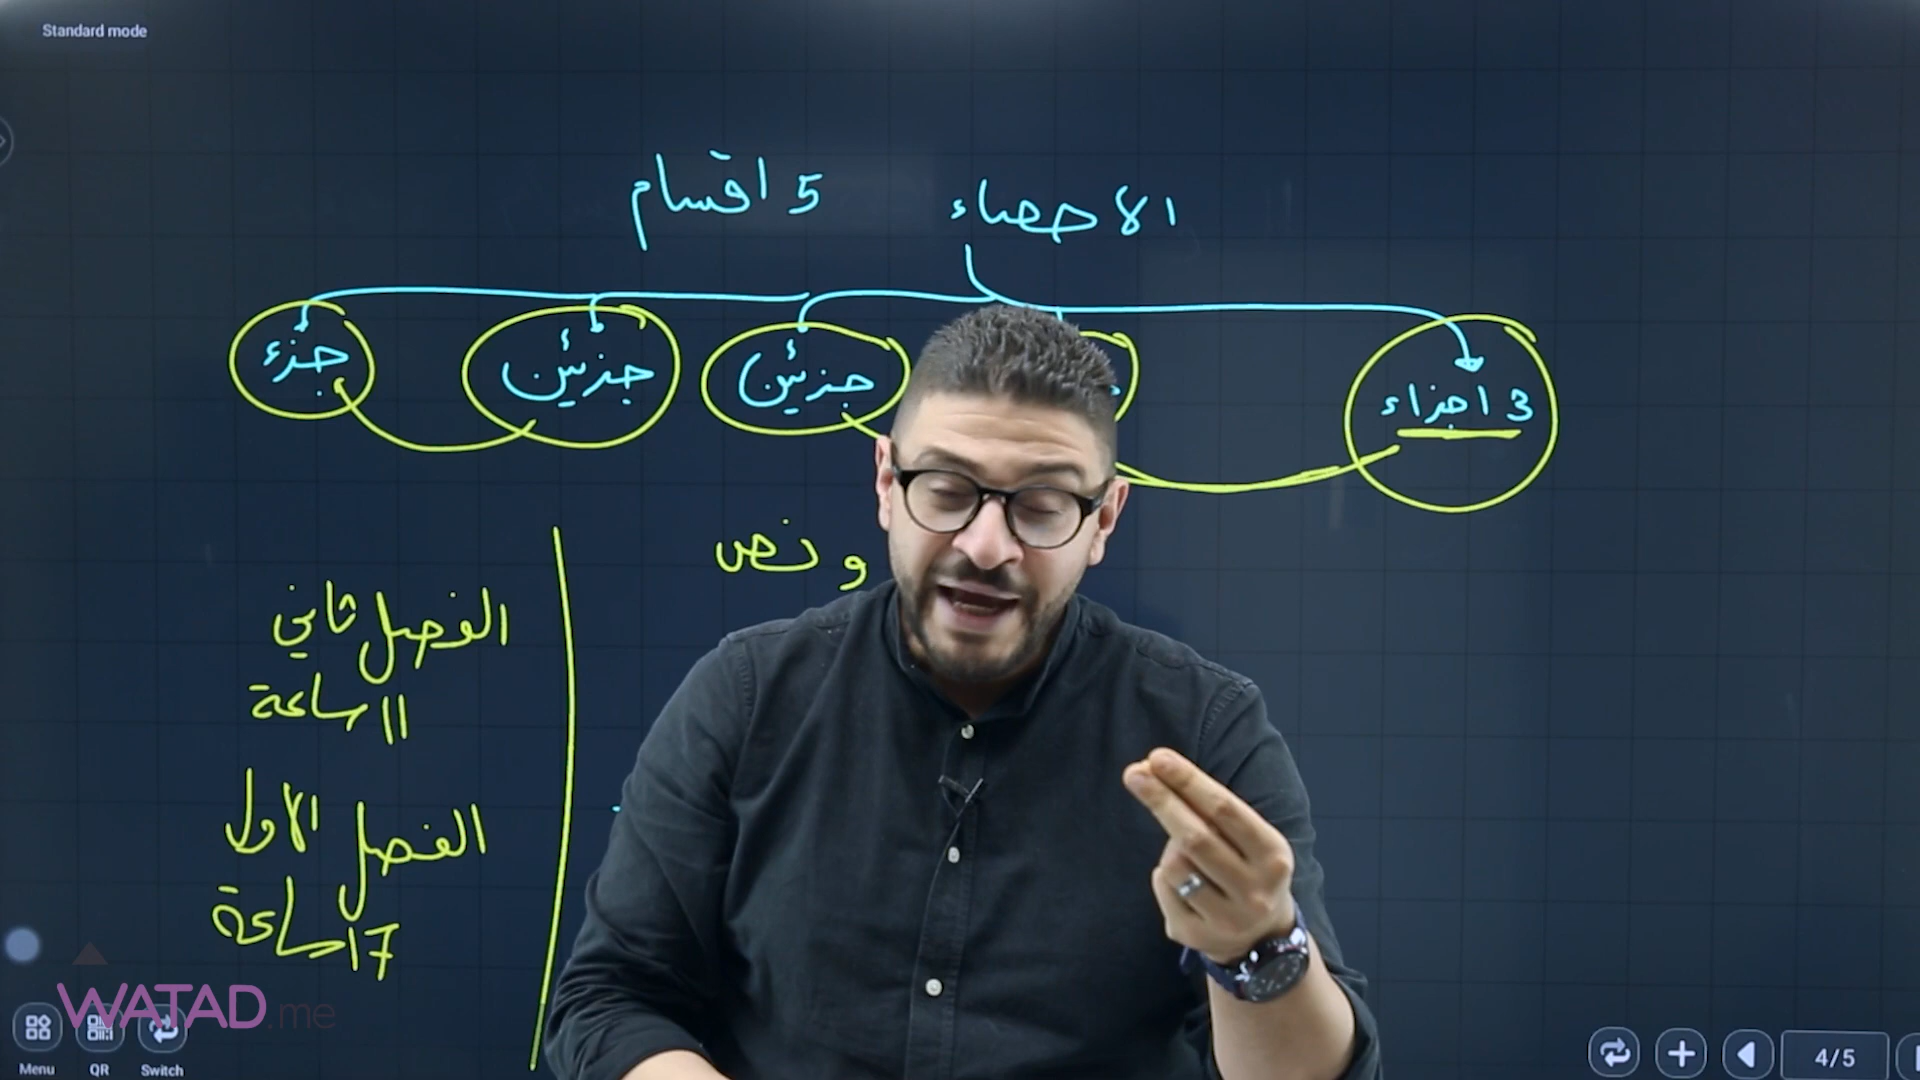 Standard mode
الاحصاء 5 اقسام
3 اجزاء
جزئين
جزئين
جزء
و نص
الفصل ثاني
11 ساعة
الفصل الاول
17 ساعة
WATAD.me
Menu QR Switch
4/5